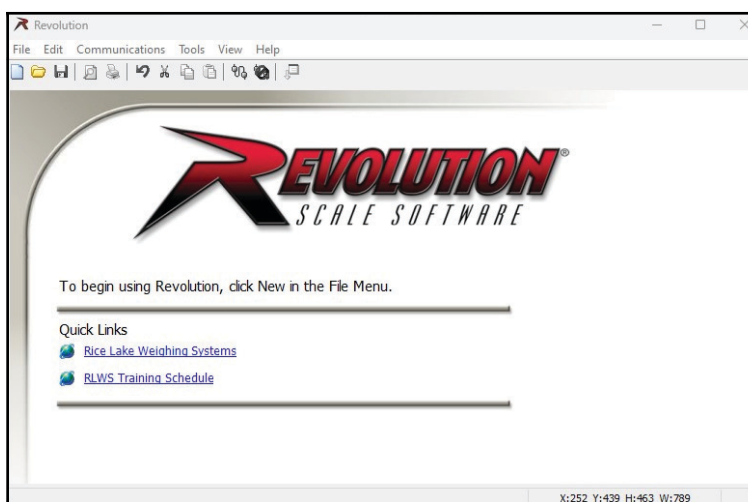 Revolution
File Edit Communications Tools View Help
REVOLUTION®
SCALE SOFTWARE
To begin using Revolution, click New in the File Menu.
Quick Links
Rice Lake Weighing Systems
RLWS Training Schedule
X:252 Y:439 H:463 W:789